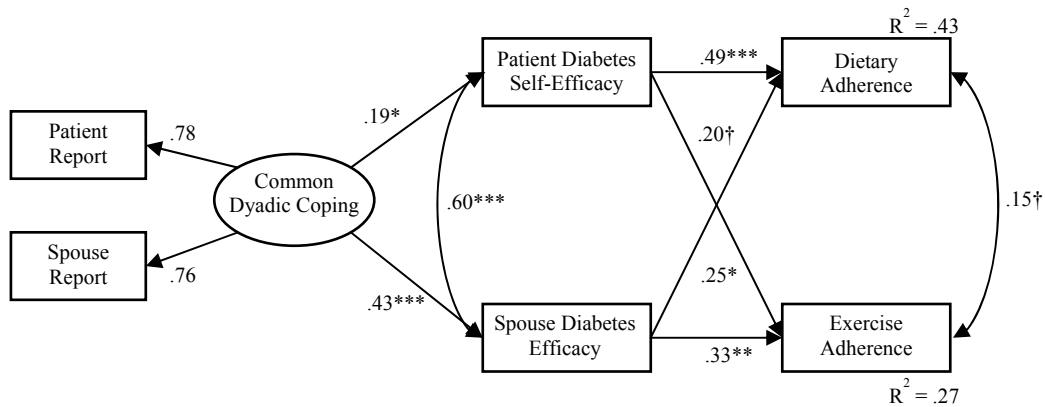 R² = .43
Patient Diabetes
Self-Efficacy
.49***
Dietary
Adherence
Patient
Report
.78
.19*
.20†
Common
Dyadic Coping
.60***
.15†
Spouse
Report
.76
.43***
.25*
Spouse Diabetes
Efficacy
.33**
Exercise
Adherence
R² = .27